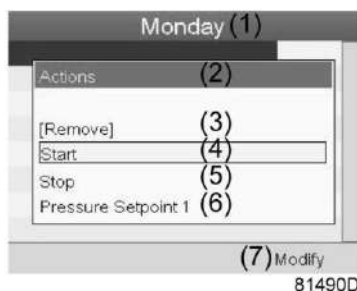 Monday (1)
Actions (2)
[Remove] (3)
Start (4)
Stop (5)
Pressure Setpoint 1 (6)
(7) Modify
81490D